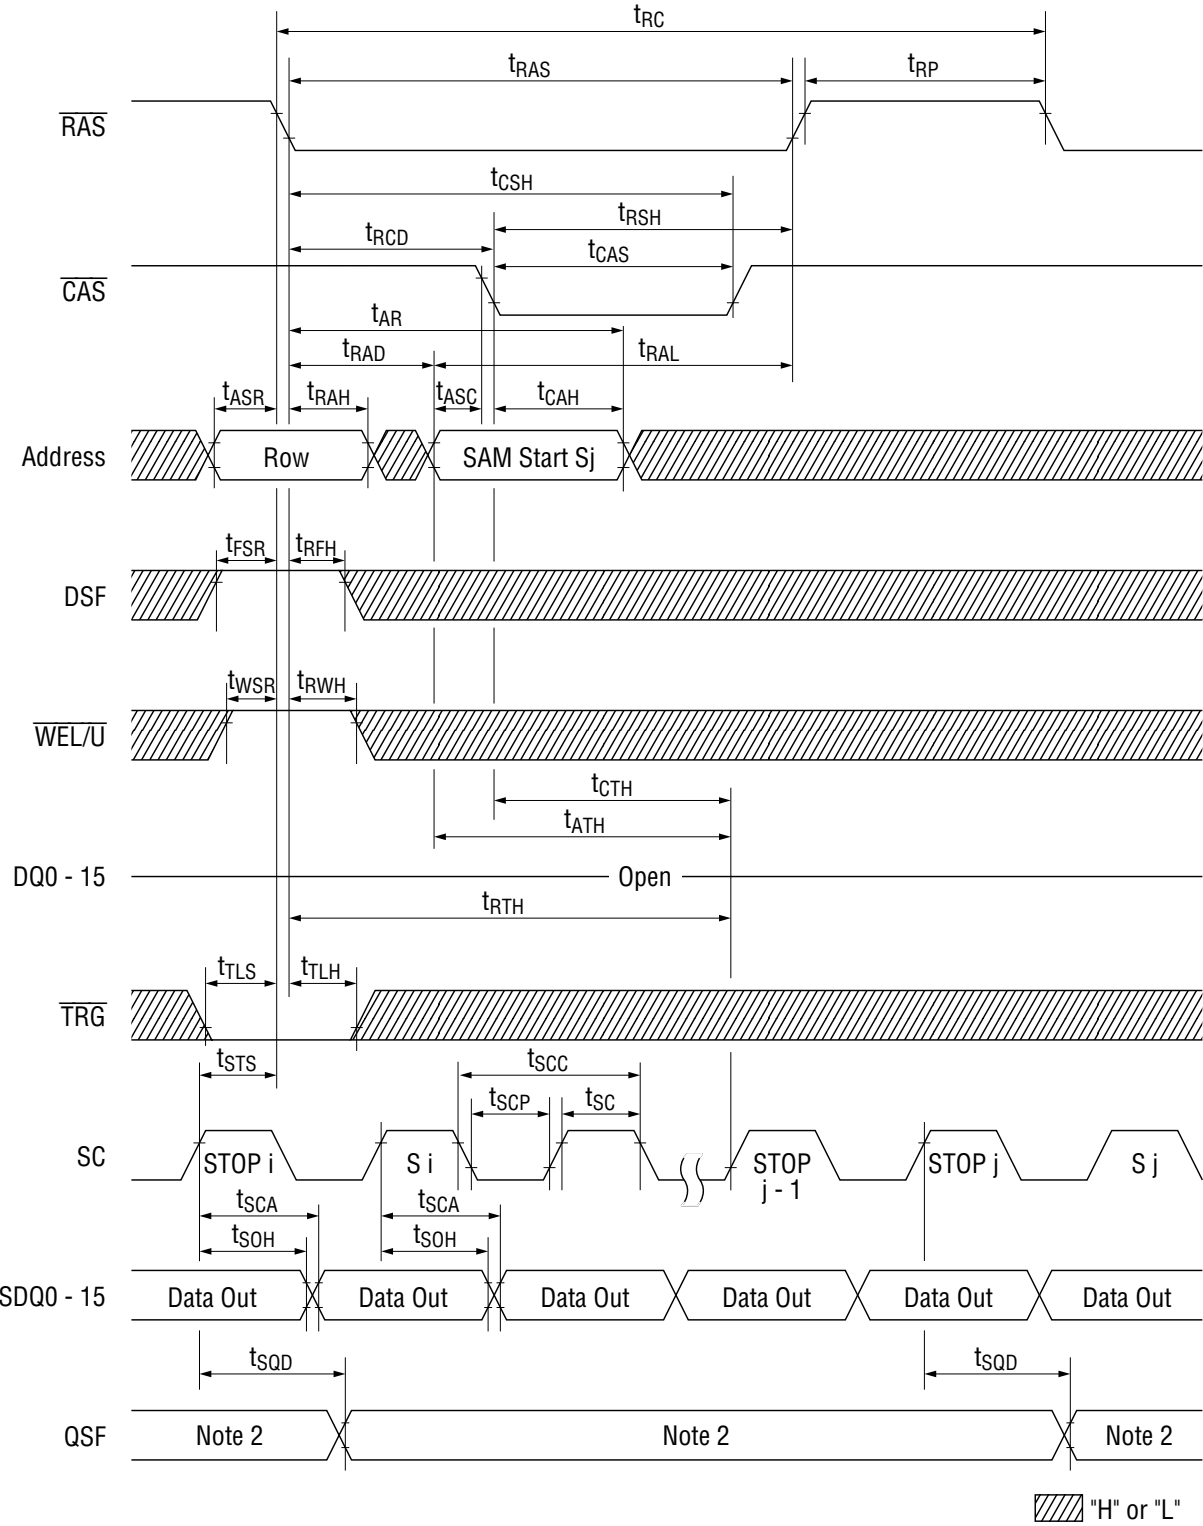 tRC
tRAS
tRP
RAS
tCSH
tRSH
tRCD
tCAS
CAS
tAR
tRAD
tRAL
tASR
tRAH
tASC
tCAH
Address
Row
SAM Start Sj
tFSR
tRFH
DSF
tWSR
tRWH
WEL/U
tCTH
tATH
DQ0 - 15
Open
tRTH
tTLS
tTLH
TRG
tSTS
tSCC
tSCP
tSC
SC
STOP i
S i
STOP
j - 1
STOP j
S j
tSCA
tSCA
tSOH
tSOH
SDQ0 - 15
Data Out
Data Out
Data Out
Data Out
Data Out
Data Out
tSQD
tSQD
QSF
Note 2
Note 2
Note 2
"H" or "L"